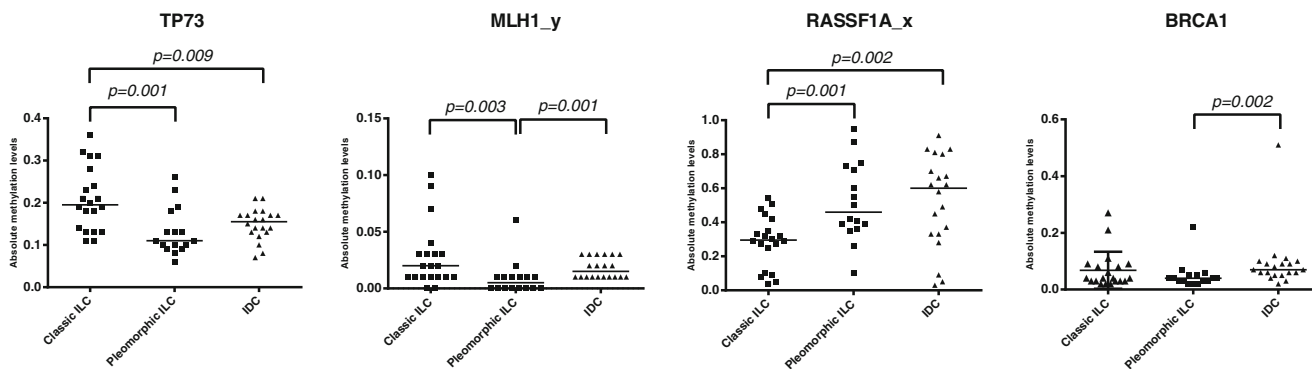 TP73
p=0.009
p=0.001
Absolute methylation levels
0.4
0.3
0.2
0.1
0.0
Classic ILC
Pleomorphic ILC
IDC
MLH1_y
p=0.003
p=0.001
Absolute methylation levels
0.15
0.10
0.05
0.00
Classic ILC
Pleomorphic ILC
IDC
RASSF1A_x
p=0.002
p=0.001
Absolute methylation levels
1.0
0.8
0.6
0.4
0.2
0.0
Classic ILC
Pleomorphic ILC
IDC
BRCA1
p=0.002
Absolute methylation levels
0.6
0.4
0.2
0.0
Classic ILC
Pleomorphic ILC
IDC